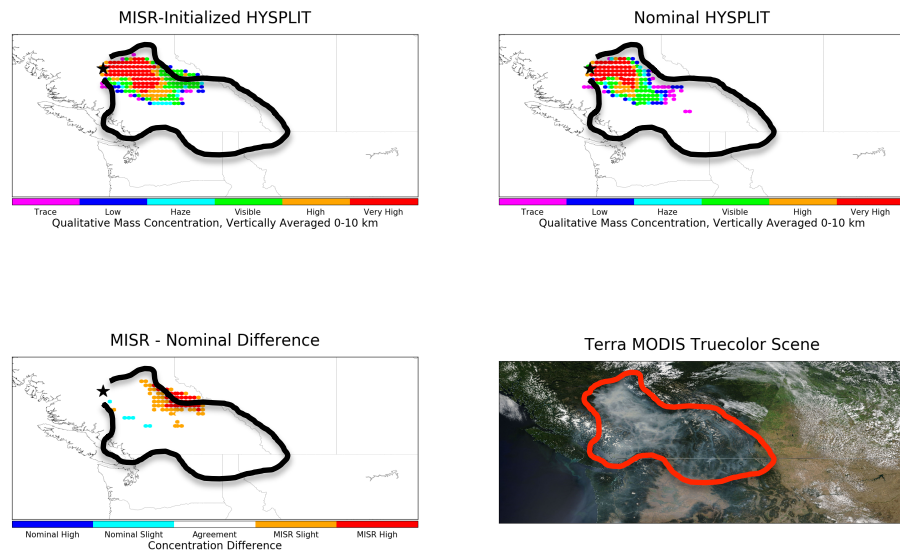 MISR-Initialized HYSPLIT
Nominal HYSPLIT
Trace Low Haze Visible High Very High
Qualitative Mass Concentration, Vertically Averaged 0-10 km
Trace Low Haze Visible High Very High
Qualitative Mass Concentration, Vertically Averaged 0-10 km
MISR - Nominal Difference
Terra MODIS Truecolor Scene
Nominal High Nominal Slight Agreement MISR Slight MISR High
Concentration Difference